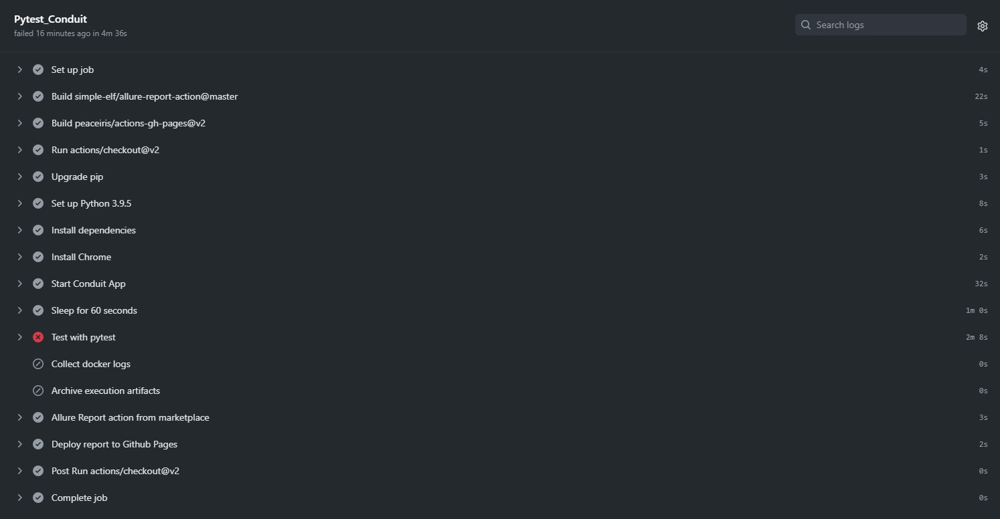 Pytest_Conduit
failed 16 minutes ago in 4m 36s
Search logs
Set up job 4s
Build simple-elf/allure-report-action@master 22s
Build peaceiris/actions-gh-pages@v2 5s
Run actions/checkout@v2 1s
Upgrade pip 3s
Set up Python 3.9.5 8s
Install dependencies 6s
Install Chrome 2s
Start Conduit App 32s
Sleep for 60 seconds 1m 0s
Test with pytest 2m 8s
Collect docker logs 0s
Archive execution artifacts 0s
Allure Report action from marketplace 3s
Deploy report to Github Pages 2s
Post Run actions/checkout@v2 0s
Complete job 0s